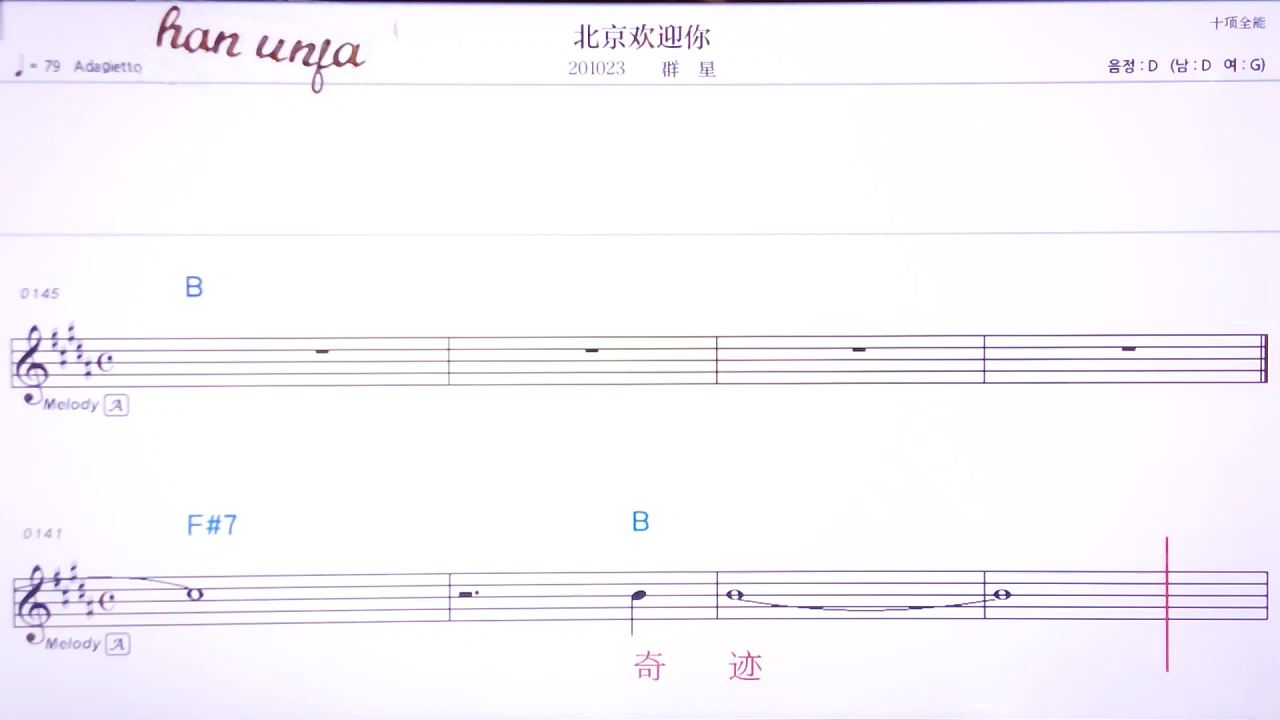 han unfa
北京欢迎你
十项全能
♩= 79 Adagietto
201023 群 星
음정 : D (남 : D 여 : G)
0145
B
Melody A
0141
F#7 B
Melody A
奇 迹